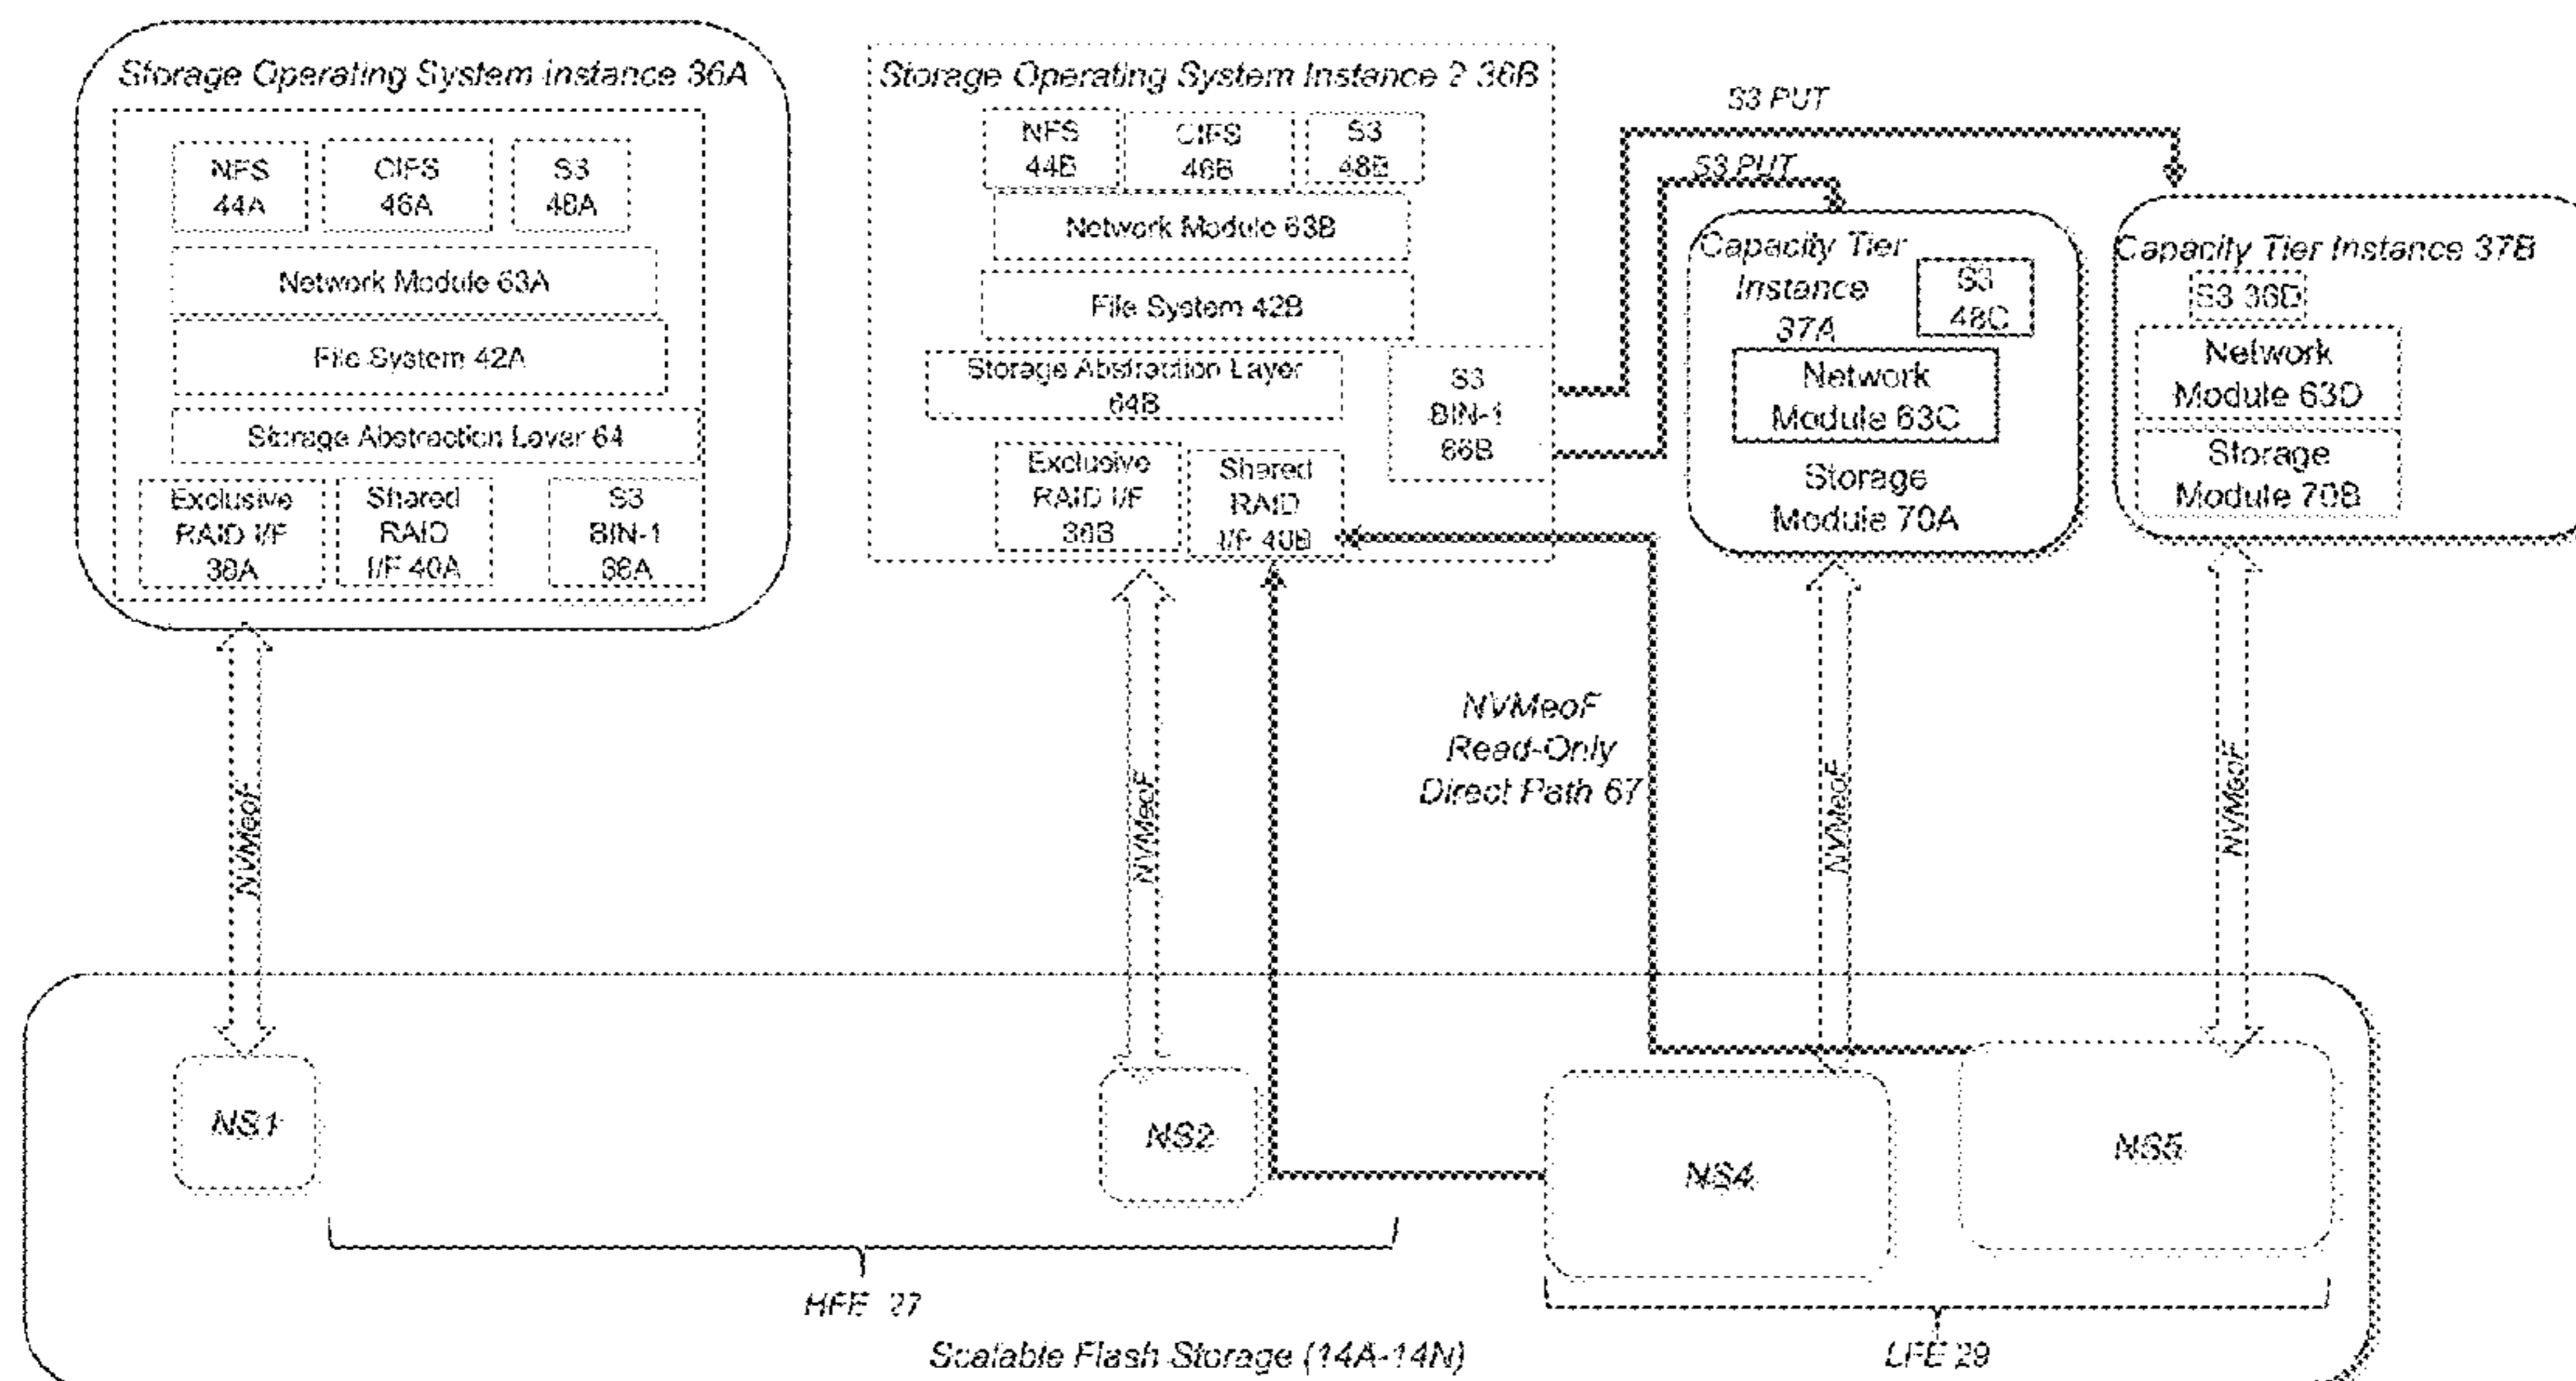 Storage Operating System instance 36A
NFS
44A
CIFS
46A
S3
48A
Network Module 63A
File System 42A
Storage Abstraction Layer 64
Exclusive
RAID I/F
38A
Shared
RAID
I/F 40A
S3
BIN-1
36A
Storage Operating System Instance 2 36B
NFS
44B
CIFS
46B
S3
48B
Network Module 63B
File System 42B
Storage Abstraction Layer
64B
S3
BIN-1
66B
Exclusive
RAID I/F
36B
Shared
RAID
I/F 40B
S3 PUT
S3 PUT
Capacity Tier
Instance
37A
S3
48C
Network
Module 63C
Storage
Module 70A
Capacity Tier Instance 37B
S3 36D
Network
Module 63D
Storage
Module 70B
NVMeoF
NVMeoF
NVMeoF
Read-Only
Direct Path 67
NVMeoF
NVMeoF
NS1
NS2
NS4
NS5
HFE 27
LFE 29
Scalable Flash Storage (14A-14N)